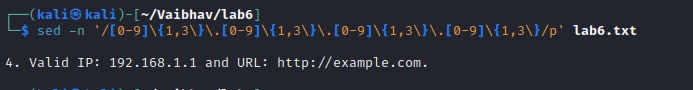 ┌──(kali㉿kali)-[~/Vaibhav/lab6]
└─$ sed -n '/[0-9]\{1,3\}\.[0-9]\{1,3\}\.[0-9]\{1,3\}\.[0-9]\{1,3\}/p' lab6.txt
4. Valid IP: 192.168.1.1 and URL: http://example.com.